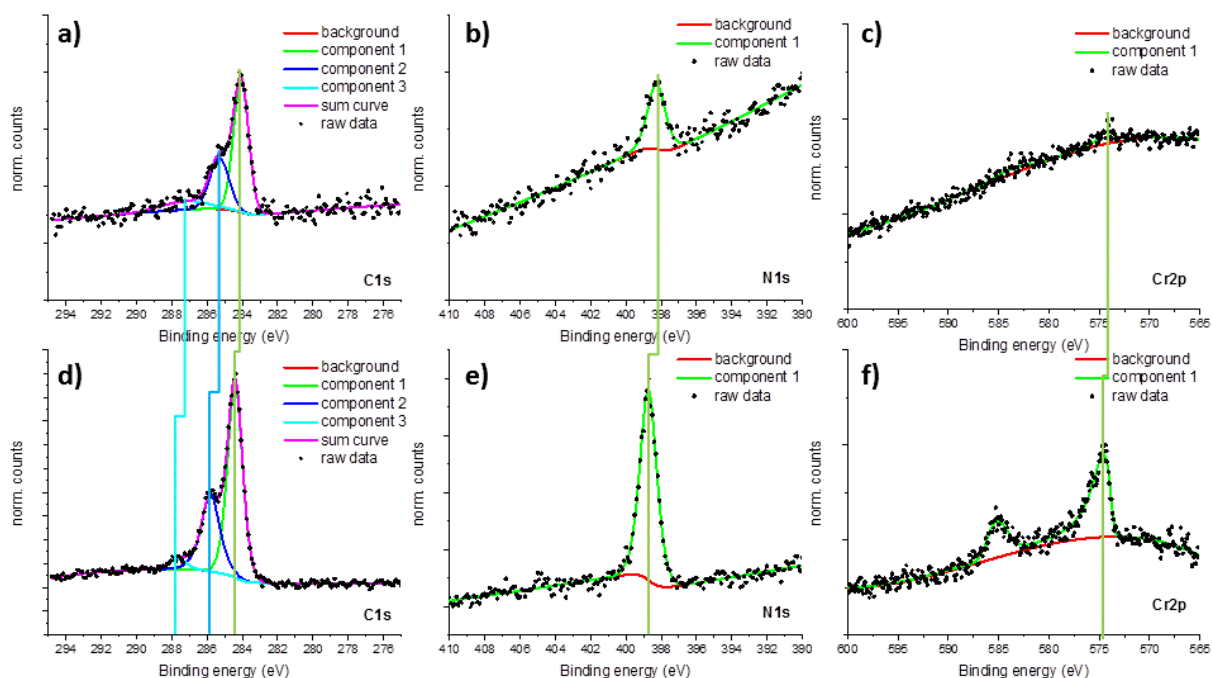 a)
background
component 1
component 2
component 3
sum curve
raw data
norm. counts
C1s
294 292 290 288 286 284 282 280 278 276
Binding energy (eV)
b)
background
component 1
raw data
norm. counts
N1s
410 408 406 404 402 400 398 396 394 392 390
Binding energy (eV)
c)
background
component 1
raw data
norm. counts
Cr2p
600 595 590 585 580 575 570 565
Binding energy (eV)
d)
background
component 1
component 2
component 3
sum curve
raw data
norm. counts
C1s
294 292 290 288 286 284 282 280 278 276
Binding energy (eV)
e)
background
component 1
raw data
norm. counts
N1s
410 408 406 404 402 400 398 396 394 392 390
Binding energy (eV)
f)
background
component 1
raw data
norm. counts
Cr2p
600 595 590 585 580 575 570 565
Binding energy (eV)